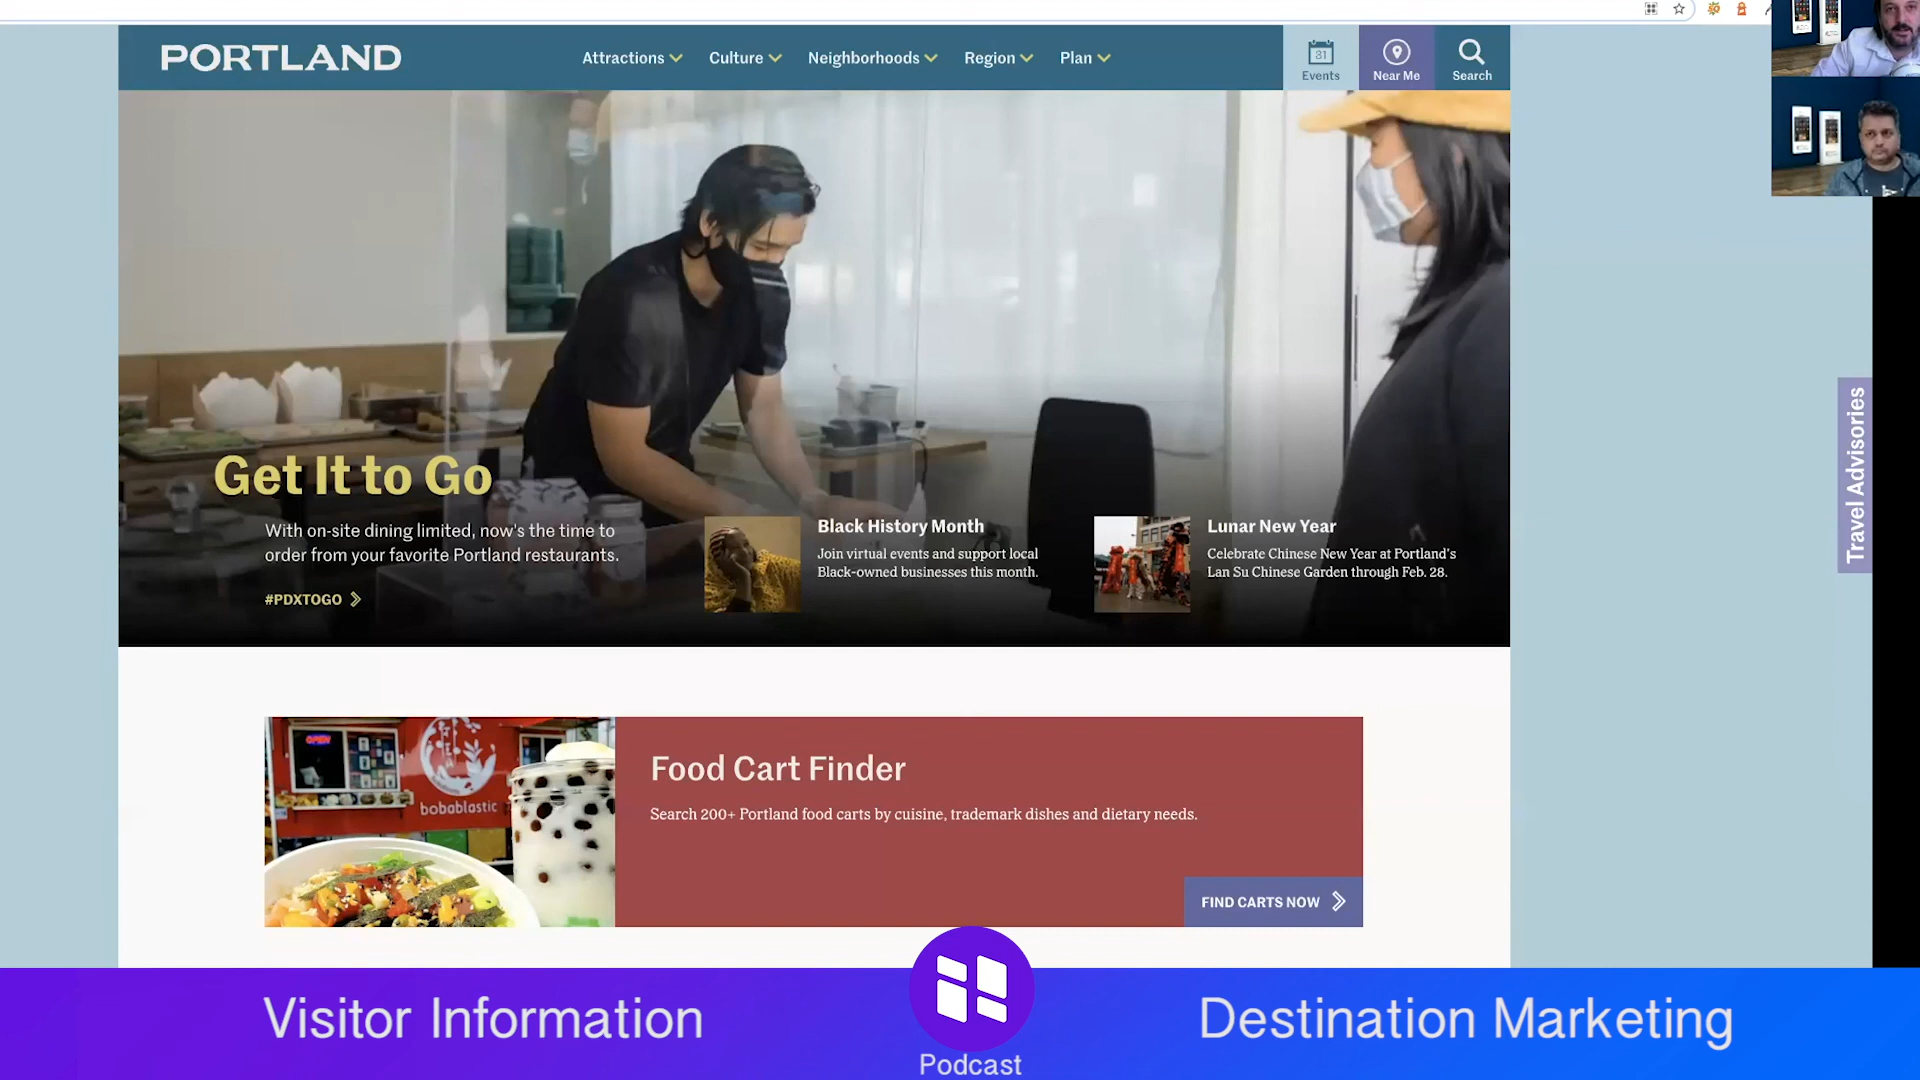 PORTLAND
Attractions
Culture
Neighborhoods
Region
Plan
31
Events
Near Me
Search
Get It to Go
With on-site dining limited, now's the time to
order from your favorite Portland restaurants.
#PDXTOGO
Black History Month
Join virtual events and support local
Black-owned businesses this month.
Lunar New Year
Celebrate Chinese New Year at Portland's
Lan Su Chinese Garden through Feb. 28.
Travel Advisories
OPEN
bobablastic
Food Cart Finder
Search 200+ Portland food carts by cuisine, trademark dishes and dietary needs.
FIND CARTS NOW
Visitor Information
Podcast
Destination Marketing